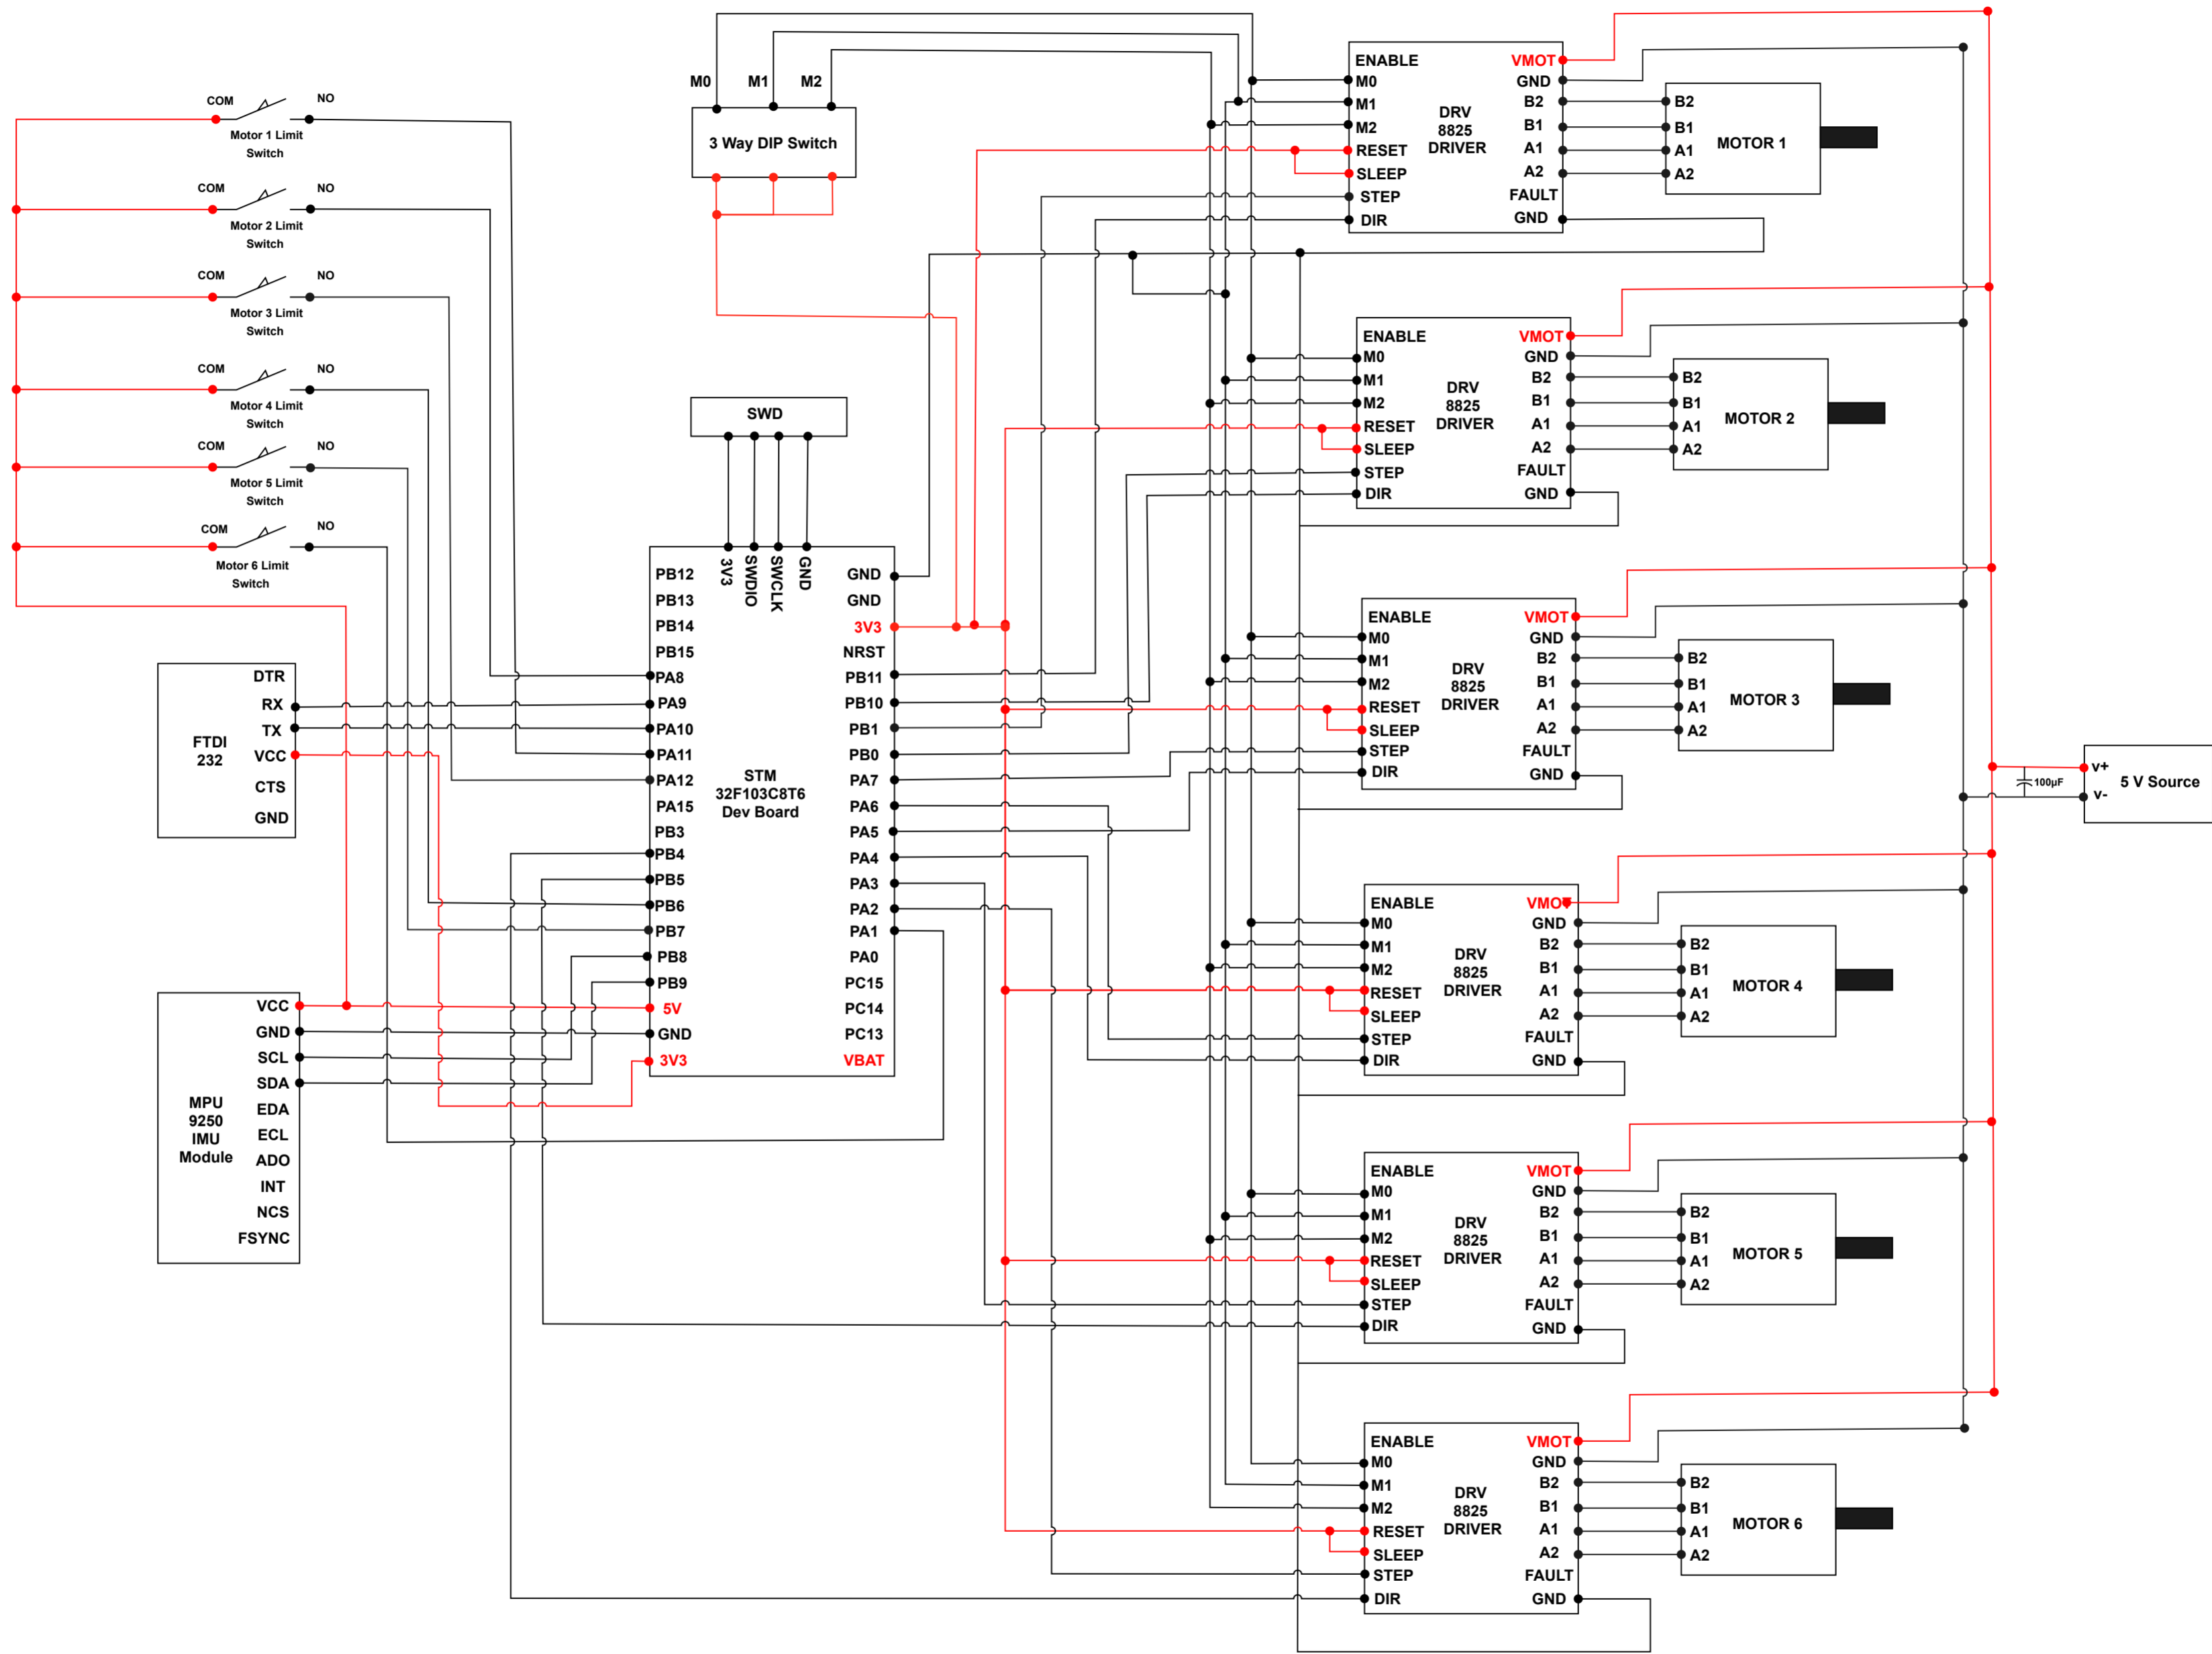 M0 M1 M2
3 Way DIP Switch
COM NO
Motor 1 Limit
Switch
COM NO
Motor 2 Limit
Switch
COM NO
Motor 3 Limit
Switch
COM NO
Motor 4 Limit
Switch
COM NO
Motor 5 Limit
Switch
COM NO
Motor 6 Limit
Switch
SWD
3V3
SWDIO
SWCLK
GND
PB12
PB13
PB14
PB15
PA8
PA9
PA10
PA11
PA12
PA15
PB3
PB4
PB5
PB6
PB7
PB8
PB9
5V
GND
3V3
STM
32F103C8T6
Dev Board
GND
GND
3V3
NRST
PB11
PB10
PB1
PB0
PA7
PA6
PA5
PA4
PA3
PA2
PA1
PA0
PC15
PC14
PC13
VBAT
FTDI
232
DTR
RX
TX
VCC
CTS
GND
MPU
9250
IMU
Module
VCC
GND
SCL
SDA
EDA
ECL
ADO
INT
NCS
FSYNC
ENABLE
M0
M1
M2
RESET
SLEEP
STEP
DIR
DRV
8825
DRIVER
VMOT
GND
B2
B1
A1
A2
FAULT
GND
B2
B1
A1
A2
MOTOR 1
ENABLE
M0
M1
M2
RESET
SLEEP
STEP
DIR
DRV
8825
DRIVER
VMOT
GND
B2
B1
A1
A2
FAULT
GND
B2
B1
A1
A2
MOTOR 2
ENABLE
M0
M1
M2
RESET
SLEEP
STEP
DIR
DRV
8825
DRIVER
VMOT
GND
B2
B1
A1
A2
FAULT
GND
B2
B1
A1
A2
MOTOR 3
ENABLE
M0
M1
M2
RESET
SLEEP
STEP
DIR
DRV
8825
DRIVER
VMOT
GND
B2
B1
A1
A2
FAULT
GND
B2
B1
A1
A2
MOTOR 4
ENABLE
M0
M1
M2
RESET
SLEEP
STEP
DIR
DRV
8825
DRIVER
VMOT
GND
B2
B1
A1
A2
FAULT
GND
B2
B1
A1
A2
MOTOR 5
ENABLE
M0
M1
M2
RESET
SLEEP
STEP
DIR
DRV
8825
DRIVER
VMOT
GND
B2
B1
A1
A2
FAULT
GND
B2
B1
A1
A2
MOTOR 6
100µF
v+
v-
5 V Source